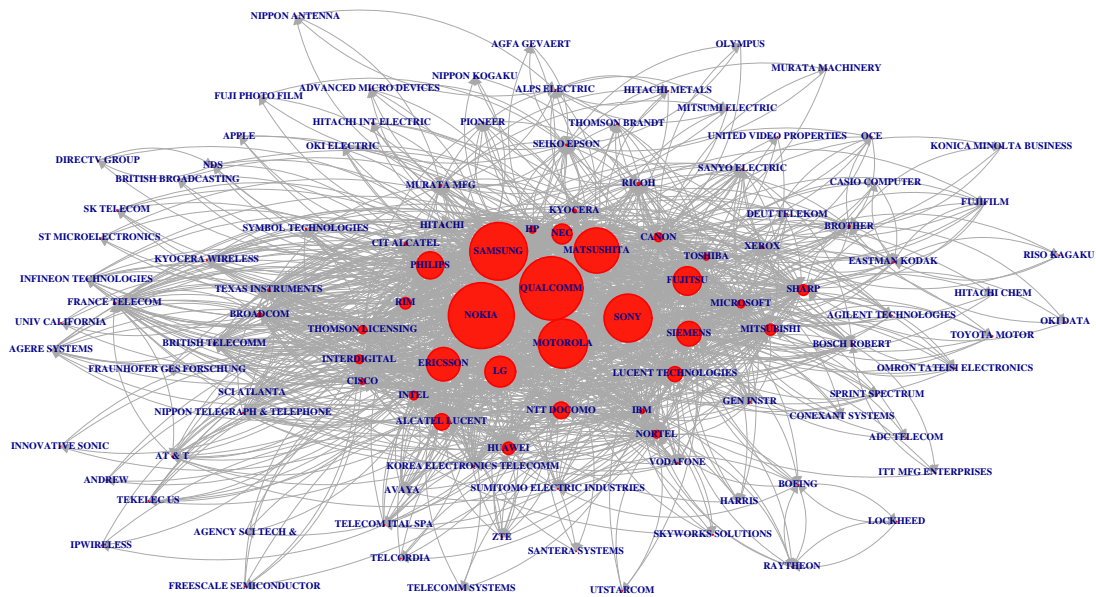 NIPPON ANTENNA
AGFA GEVAERT
OLYMPUS
MURATA MACHINERY
NIPPON KOGAKU
ADVANCED MICRO DEVICES
ALPS ELECTRIC
HITACHI METALS
FUJI PHOTO FILM
MITSUMI ELECTRIC
HITACHI INT ELECTRIC
PIONEER
THOMSON BRANDT
APPLE
OKI ELECTRIC
SEIKO EPSON
UNITED VIDEO PROPERTIES
OCE
KONICA MINOLTA BUSINESS
DIRECTV GROUP
NDS
BRITISH BROADCASTING
MURATA MFG
RICOH
SANYO ELECTRIC
CASIO COMPUTER
FUJIFILM
SK TELECOM
SYMBOL TECHNOLOGIES
HITACHI
HP
KYOCERA
NEC
CANON
DEUT TELEKOM
BROTHER
ST MICROELECTRONICS
CIT ALCATEL
SAMSUNG
MATSUSHITA
TOSHIBA
XEROX
EASTMAN KODAK
RISO KAGAKU
KYOCERA WIRELESS
PHILIPS
INFINEON TECHNOLOGIES
TEXAS INSTRUMENTS
QUALCOMM
FUJITSU
SHARP
HITACHI CHEM
FRANCE TELECOM
BROADCOM
RIM
NOKIA
SONY
MICROSOFT
AGILENT TECHNOLOGIES
OKI DATA
UNIV CALIFORNIA
THOMSON LICENSING
SIEMENS
MITSUBISHI
TOYOTA MOTOR
AGERE SYSTEMS
BRITISH TELECOMM
MOTOROLA
BOSCH ROBERT
FRAUNHOFER GES FORSCHUNG
INTERDIGITAL
ERICSSON
LG
LUCENT TECHNOLOGIES
OMRON TATEISI ELECTRONICS
SCI ATLANTA
CISCO
INTEL
GEN INSTR
SPRINT SPECTRUM
NIPPON TELEGRAPH & TELEPHONE
ALCATEL LUCENT
NTT DOCOMO
IBM
CONEXANT SYSTEMS
INNOVATIVE SONIC
AT & T
HUAWEI
NORTEL
ADC TELECOM
KOREA ELECTRONICS TELECOMM
VODAFONE
ITT MFG ENTERPRISES
ANDREW
AVAYA
SUMITOMO ELECTRIC INDUSTRIES
BOEING
TEKELEC US
HARRIS
TELECOM ITAL SPA
LOCKHEED
AGENCY SCI TECH &
ZTE
SKYWORKS SOLUTIONS
IPWIRELESS
TELCORDIA
SANTERA SYSTEMS
RAYTHEON
FREESCALE SEMICONDUCTOR
TELECOMM SYSTEMS
UTSTARCOM